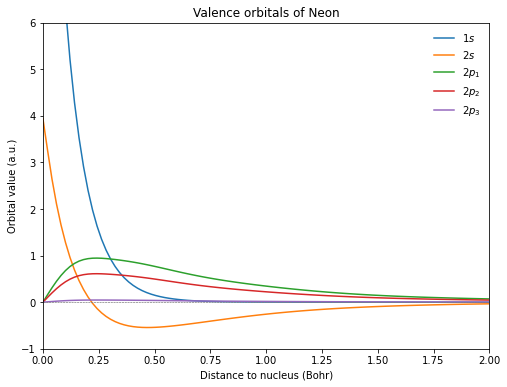 Valence orbitals of Neon
6
5
4
3
2
1
0
−1
Orbital value (a.u.)
1s
2s
2p₁
2p₂
2p₃
0.00 0.25 0.50 0.75 1.00 1.25 1.50 1.75 2.00
Distance to nucleus (Bohr)